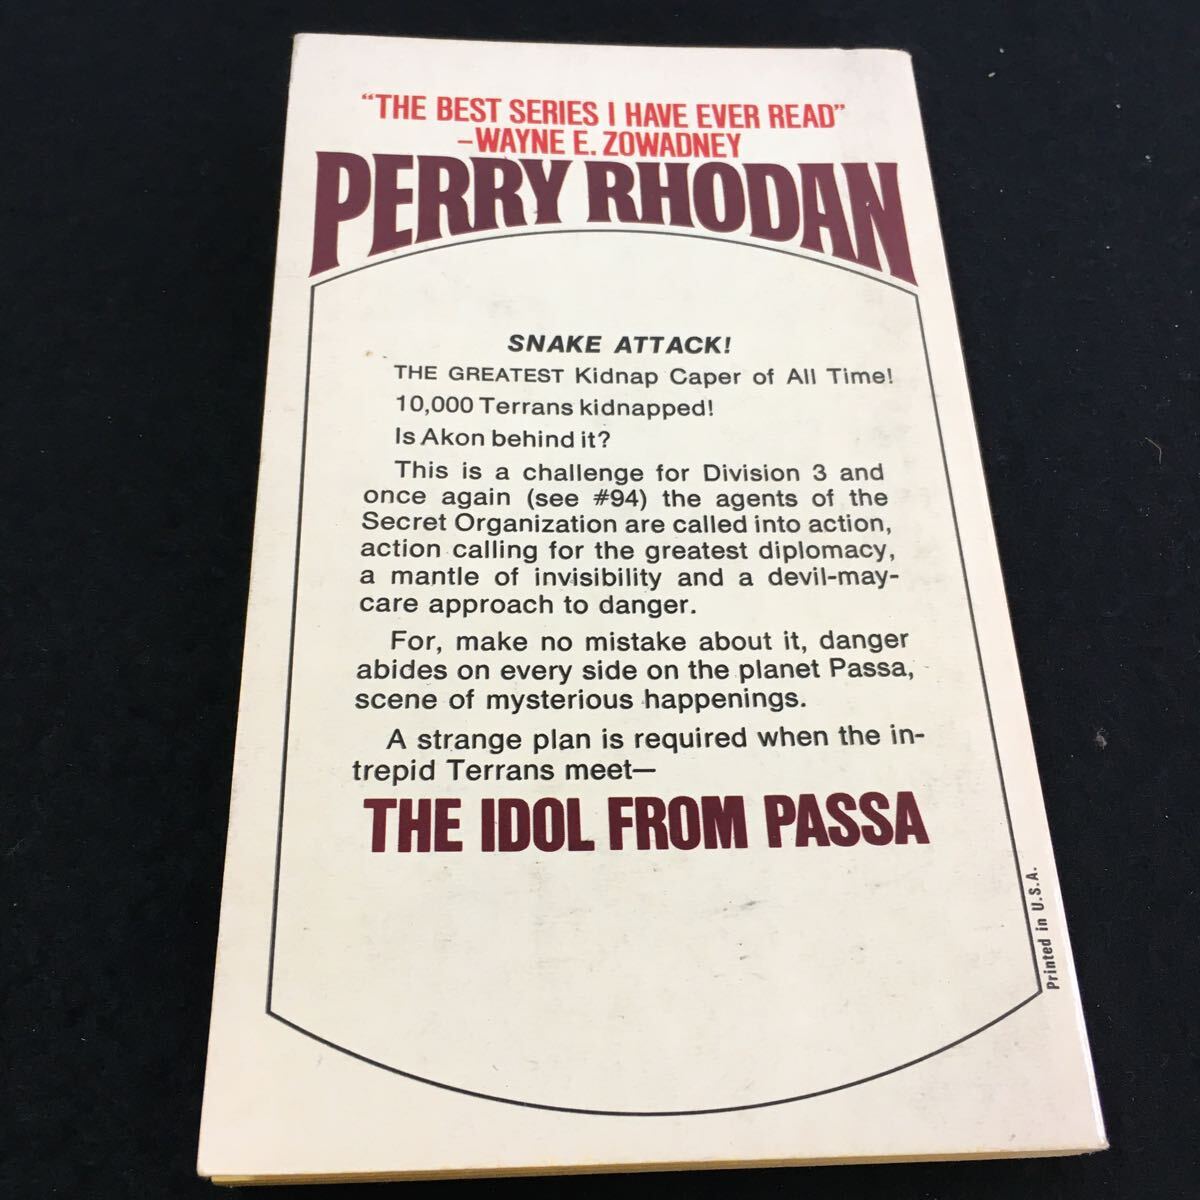 "THE BEST SERIES I HAVE EVER READ"
–WAYNE E. ZOWADNEY
PERRY RHODAN
SNAKE ATTACK!
THE GREATEST Kidnap Caper of All Time!
10,000 Terrans kidnapped!
Is Akon behind it?
This is a challenge for Division 3 and
once again (see #94) the agents of the
Secret Organization are called into action,
action calling for the greatest diplomacy,
a mantle of invisibility and a devil-may-
care approach to danger.
For, make no mistake about it, danger
abides on every side on the planet Passa,
scene of mysterious happenings.
A strange plan is required when the in-
trepid Terrans meet—
THE IDOL FROM PASSA
Printed in U.S.A.